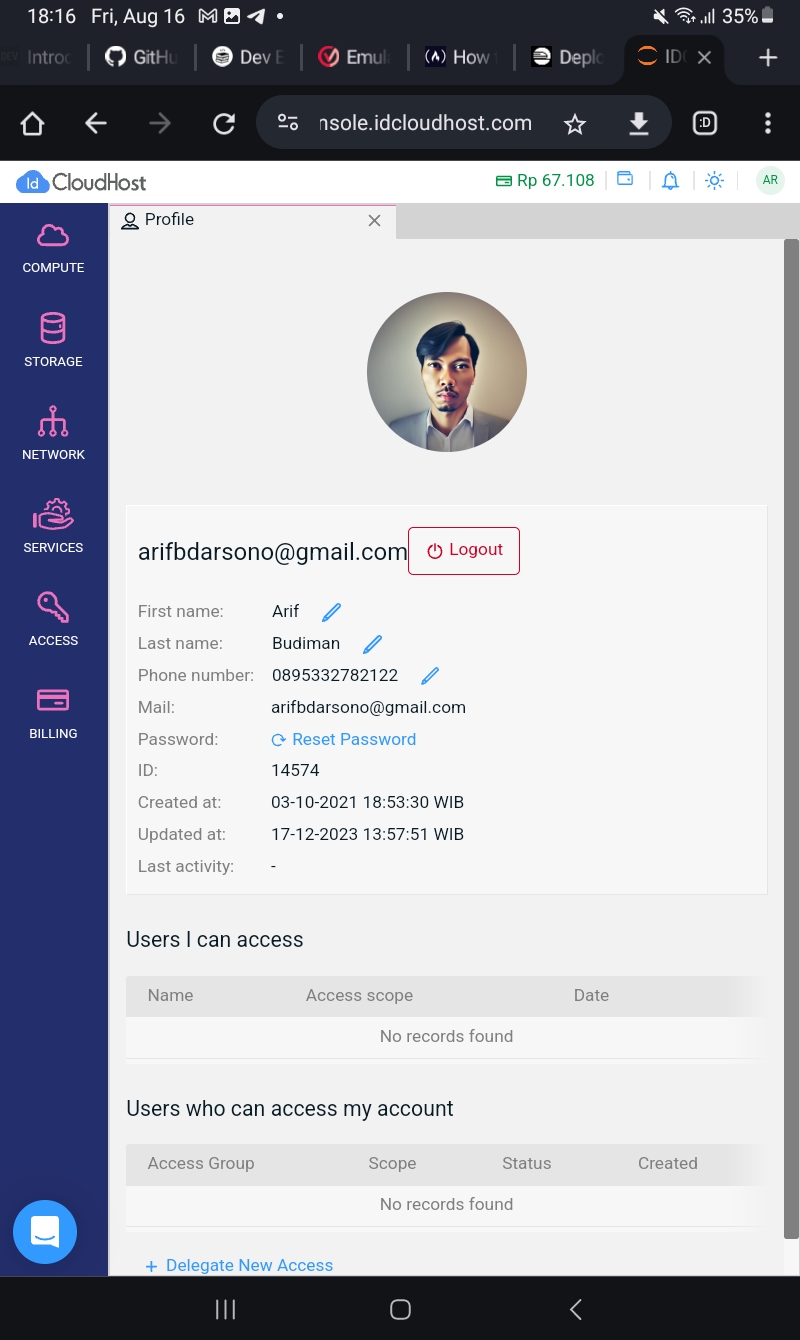 18:16 Fri, Aug 16 35%
Introd GitHu Dev E Emul How Deplo ID
nsole.idcloudhost.com :D
Id CloudHost Rp 67.108 AR
Profile
COMPUTE
STORAGE
NETWORK
SERVICES
ACCESS
BILLING
arifbdarsono@gmail.com Logout
First name: Arif
Last name: Budiman
Phone number: 0895332782122
Mail: arifbdarsono@gmail.com
Password: Reset Password
ID: 14574
Created at: 03-10-2021 18:53:30 WIB
Updated at: 17-12-2023 13:57:51 WIB
Last activity: -
Users I can access
Name Access scope Date
No records found
Users who can access my account
Access Group Scope Status Created
No records found
+ Delegate New Access